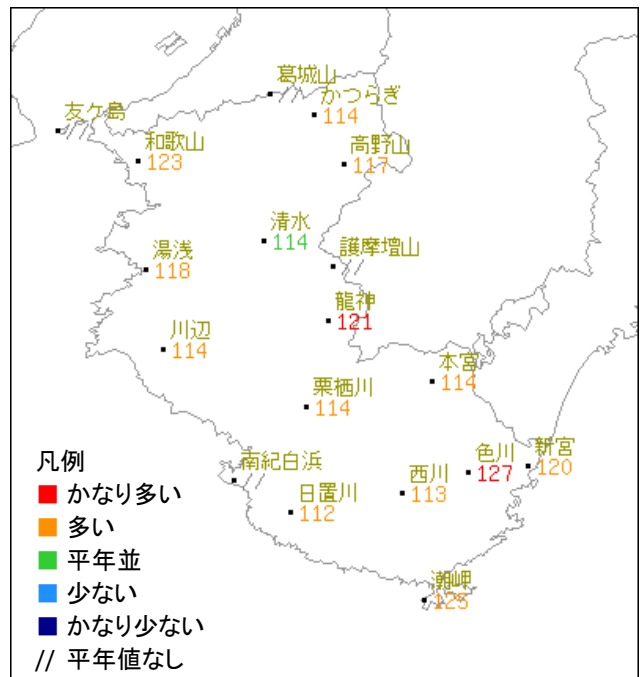 葛城山
//
かつらぎ
114
友ケ島
//
和歌山
123
高野山
117
清水
114
護摩壇山
//
湯浅
118
龍神
121
川辺
114
本宮
114
栗栖川
114
南紀白浜
//
日置川
112
西川
113
色川
127
新宮
120
潮岬
125
凡例
かなり多い
多い
平年並
少ない
かなり少ない
// 平年値なし